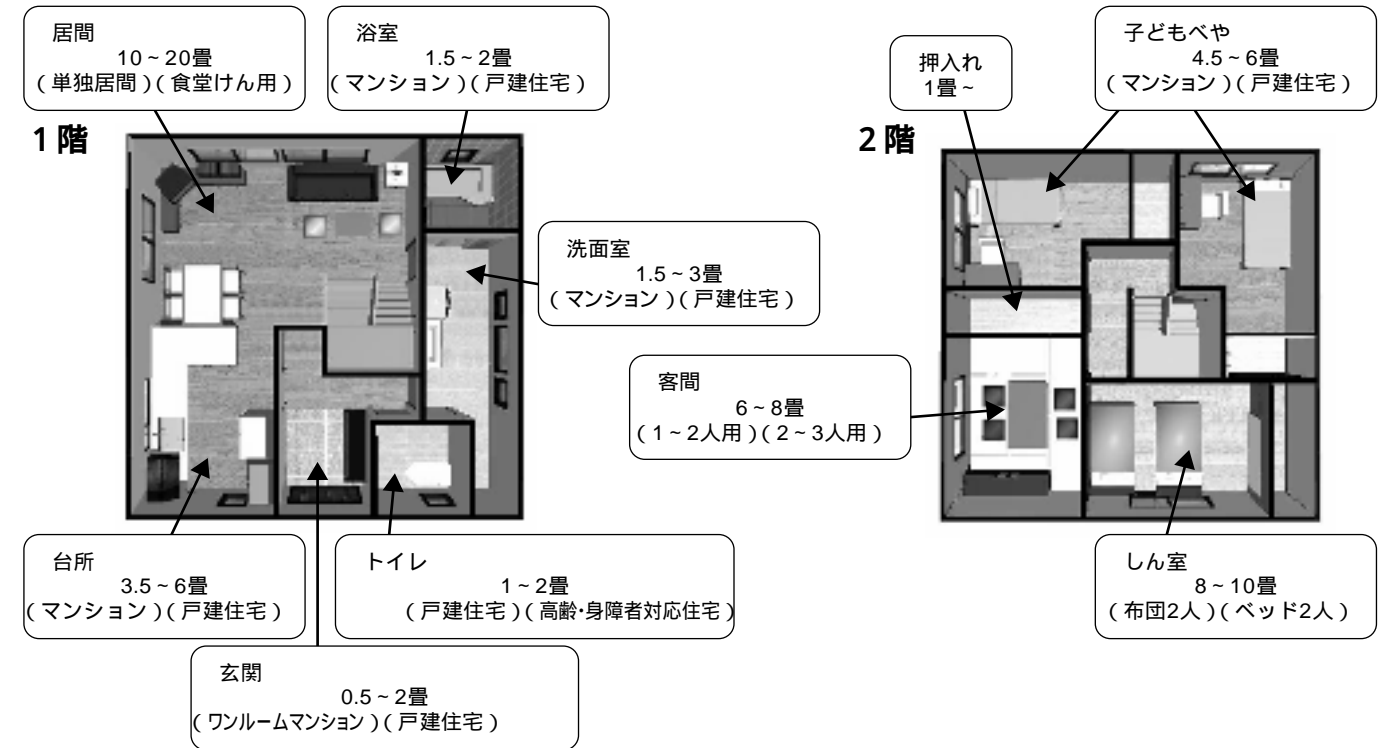 居間
10~20畳
(単独居間)(食堂けん用)
浴室
1.5~2畳
(マンション)(戸建住宅)
1階
洗面室
1.5~3畳
(マンション)(戸建住宅)
台所
3.5~6畳
(マンション)(戸建住宅)
トイレ
1~2畳
(戸建住宅)(高齢・身障者対応住宅)
玄関
0.5~2畳
(ワンルームマンション)(戸建住宅)
押入れ
1畳~
子どもべや
4.5~6畳
(マンション)(戸建住宅)
2階
客間
6~8畳
(1~2人用)(2~3人用)
しん室
8~10畳
(布団2人)(ベッド2人)